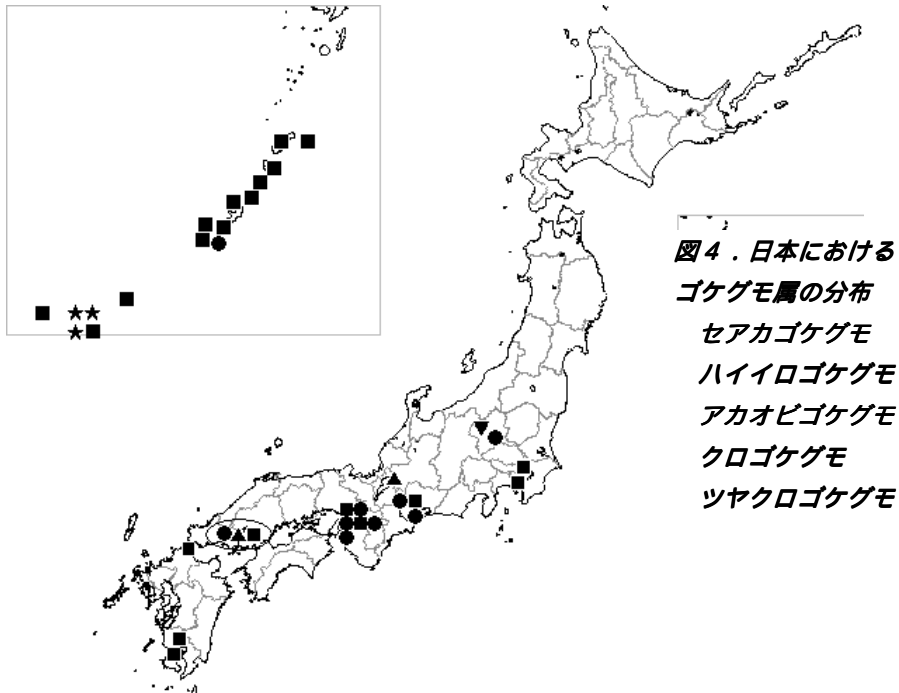 図４．日本における
ゴケグモ属の分布
セアカゴケグモ
ハイイロゴケグモ
アカオビゴケグモ
クロゴケグモ
ツヤクロゴケグモ